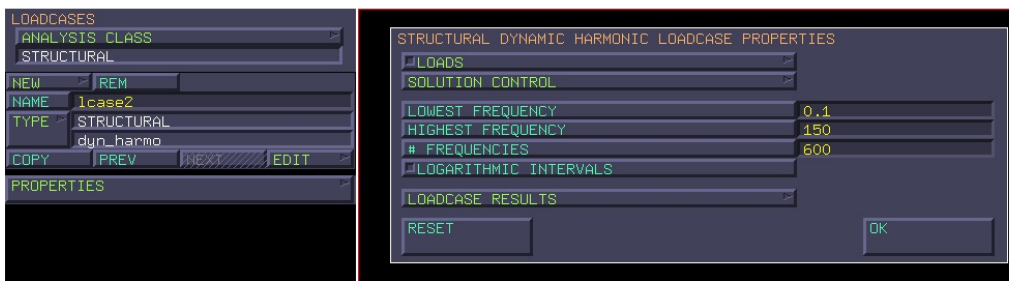 LOADCASES
ANALYSIS CLASS
STRUCTURAL
NEW REM
NAME lcase2
TYPE STRUCTURAL
dyn_harmo
COPY PREV NEXT EDIT
PROPERTIES
STRUCTURAL DYNAMIC HARMONIC LOADCASE PROPERTIES
LOADS
SOLUTION CONTROL
LOWEST FREQUENCY 0.1
HIGHEST FREQUENCY 150
# FREQUENCIES 600
LOGARITHMIC INTERVALS
LOADCASE RESULTS
RESET OK